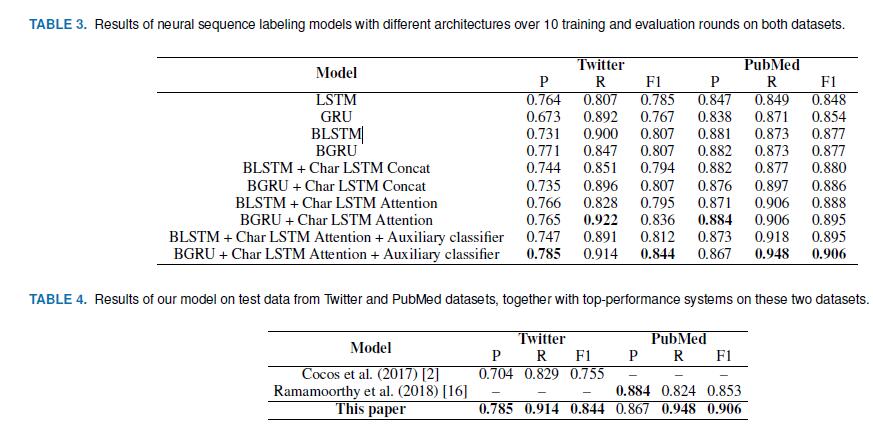 TABLE 3. Results of neural sequence labeling models with different architectures over 10 training and evaluation rounds on both datasets.
Model Twitter PubMed
P R F1 P R F1
LSTM 0.764 0.807 0.785 0.847 0.849 0.848
GRU 0.673 0.892 0.767 0.838 0.871 0.854
BLSTM 0.731 0.900 0.807 0.881 0.873 0.877
BGRU 0.771 0.847 0.807 0.882 0.873 0.877
BLSTM + Char LSTM Concat 0.744 0.851 0.794 0.882 0.877 0.880
BGRU + Char LSTM Concat 0.735 0.896 0.807 0.876 0.897 0.886
BLSTM + Char LSTM Attention 0.766 0.828 0.795 0.871 0.906 0.888
BGRU + Char LSTM Attention 0.765 0.922 0.836 0.884 0.906 0.895
BLSTM + Char LSTM Attention + Auxiliary classifier 0.747 0.891 0.812 0.873 0.918 0.895
BGRU + Char LSTM Attention + Auxiliary classifier 0.785 0.914 0.844 0.867 0.948 0.906
TABLE 4. Results of our model on test data from Twitter and PubMed datasets, together with top-performance systems on these two datasets.
Model Twitter PubMed
P R F1 P R F1
Cocos et al. (2017) [2] 0.704 0.829 0.755 – – –
Ramamoorthy et al. (2018) [16] – – – 0.884 0.824 0.853
This paper 0.785 0.914 0.844 0.867 0.948 0.906